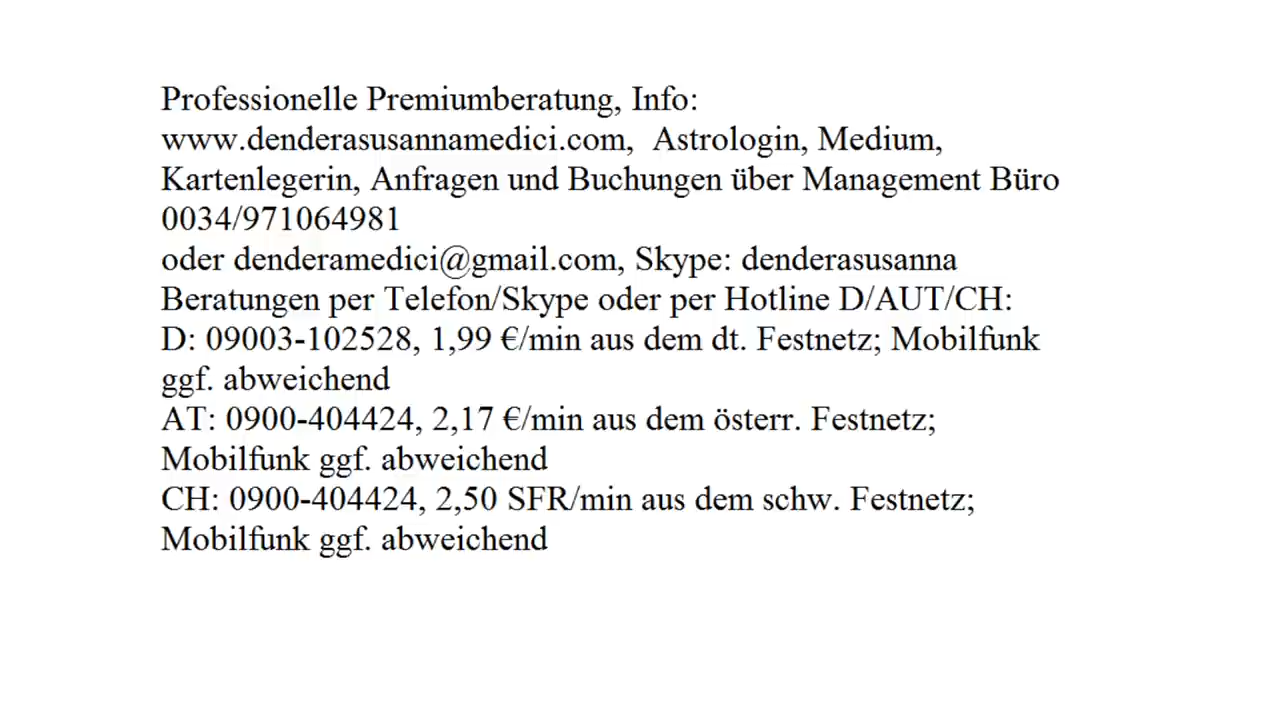 Professionelle Premiumberatung, Info:
www.denderasusannamedici.com,  Astrologin, Medium,
Kartenlegerin, Anfragen und Buchungen über Management Büro
0034/971064981
oder denderamedici@gmail.com, Skype: denderasusanna
Beratungen per Telefon/Skype oder per Hotline D/AUT/CH:
D: 09003-102528, 1,99 €/min aus dem dt. Festnetz; Mobilfunk
ggf. abweichend
AT: 0900-404424, 2,17 €/min aus dem österr. Festnetz;
Mobilfunk ggf. abweichend
CH: 0900-404424, 2,50 SFR/min aus dem schw. Festnetz;
Mobilfunk ggf. abweichend